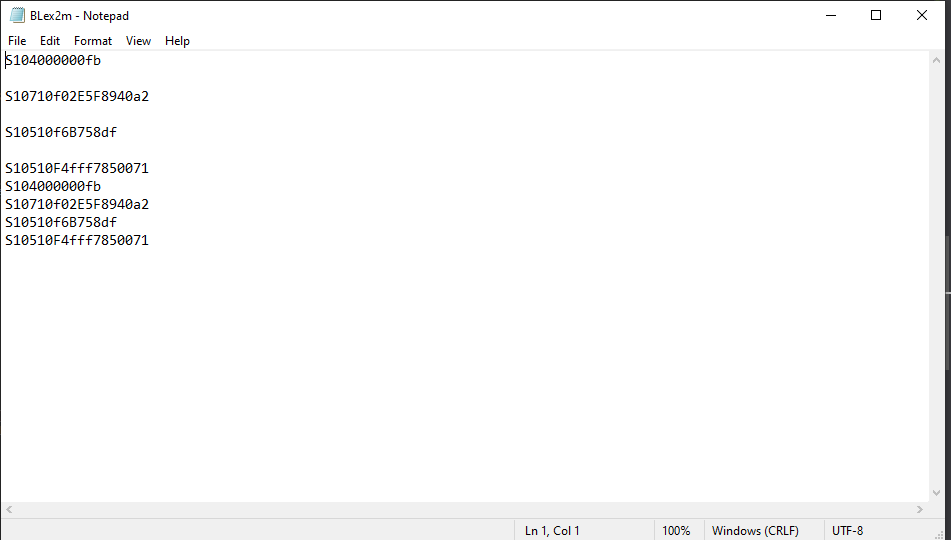 BLex2m - Notepad
File Edit Format View Help
S104000000fb
S10710f02E5F8940a2
S10510f6B758df
S10510F4fff7850071
S104000000fb
S10710f02E5F8940a2
S10510f6B758df
S10510F4fff7850071
Ln 1, Col 1 100% Windows (CRLF) UTF-8